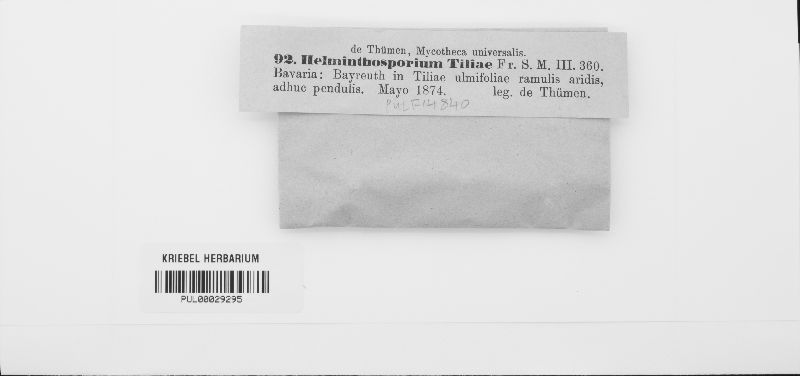 de Thümen, Mycotheca universalis.
92. Helminthosporium Tiliae Fr. S. M. III. 360.
Bavaria: Bayreuth in Tiliae ulmifoliae ramulis aridis,
adhuc pendulis. Mayo 1874. leg. de Thümen.
PUL F14840
KRIEBEL HERBARIUM
PUL00029295